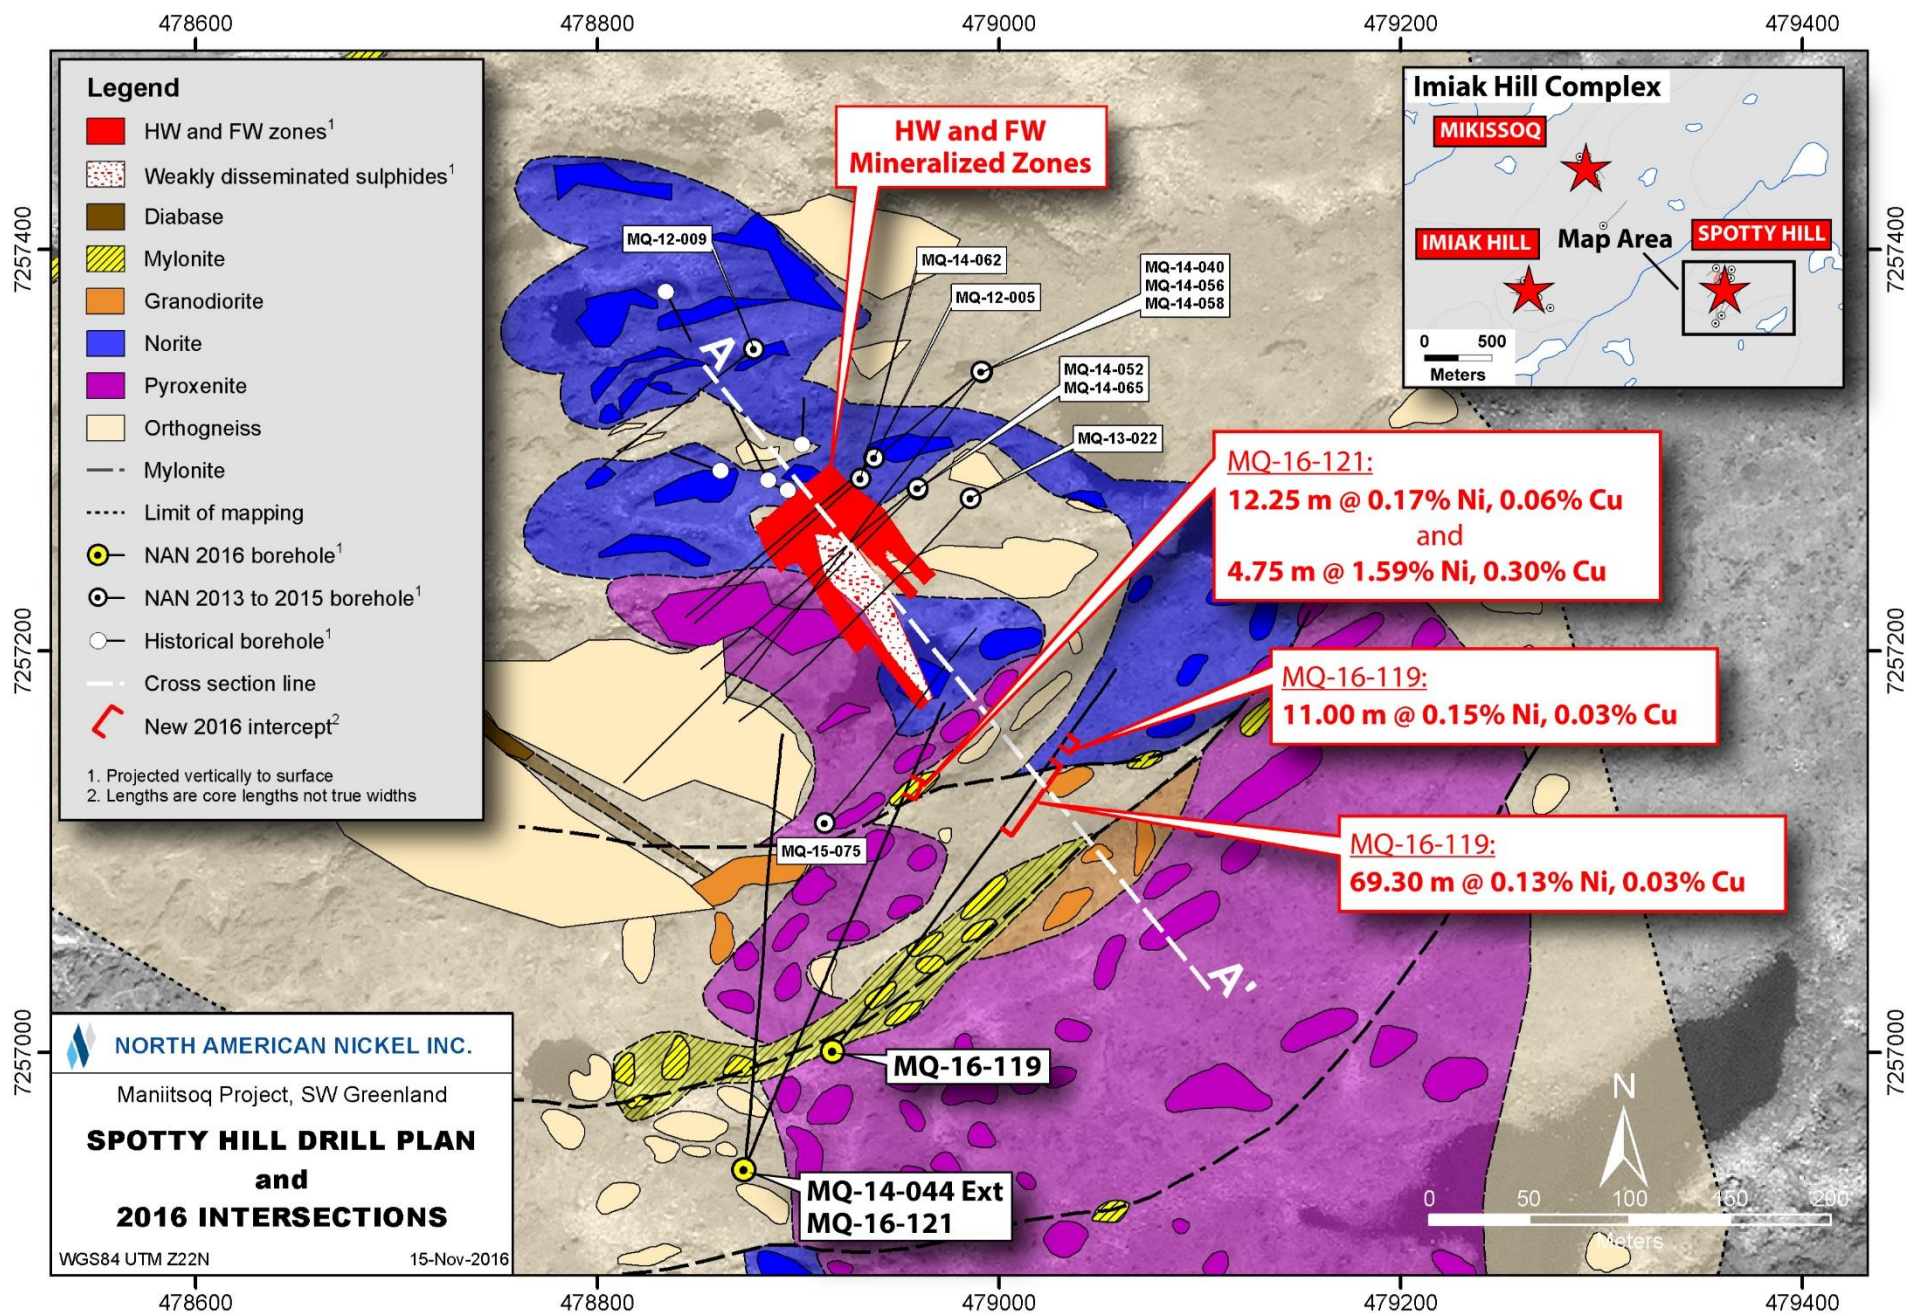 478600
478800
479000
479200
479400
7257400
7257200
7257000
7257400
7257200
7257000
Legend
HW and FW zones1
Weakly disseminated sulphides1
Diabase
Mylonite
Granodiorite
Norite
Pyroxenite
Orthogneiss
Mylonite
Limit of mapping
NAN 2016 borehole1
NAN 2013 to 2015 borehole1
Historical borehole1
Cross section line
New 2016 intercept2
1. Projected vertically to surface
2. Lengths are core lengths not true widths
HW and FW
Mineralized Zones
Imiak Hill Complex
MIKISSOQ
IMIAK HILL
Map Area
SPOTTY HILL
0 500
Meters
MQ-12-009
MQ-14-062
MQ-12-005
MQ-14-040
MQ-14-056
MQ-14-058
MQ-14-052
MQ-14-065
MQ-13-022
A
MQ-16-121:
12.25 m @ 0.17% Ni, 0.06% Cu
and
4.75 m @ 1.59% Ni, 0.30% Cu
MQ-16-119:
11.00 m @ 0.15% Ni, 0.03% Cu
MQ-16-119:
69.30 m @ 0.13% Ni, 0.03% Cu
MQ-15-075
A'
MQ-16-119
MQ-14-044 Ext
MQ-16-121
N
0 50 100 150 200
Meters
NORTH AMERICAN NICKEL INC.
Maniitsoq Project, SW Greenland
SPOTTY HILL DRILL PLAN
and
2016 INTERSECTIONS
WGS84 UTM Z22N 15-Nov-2016
478600
478800
479000
479200
479400